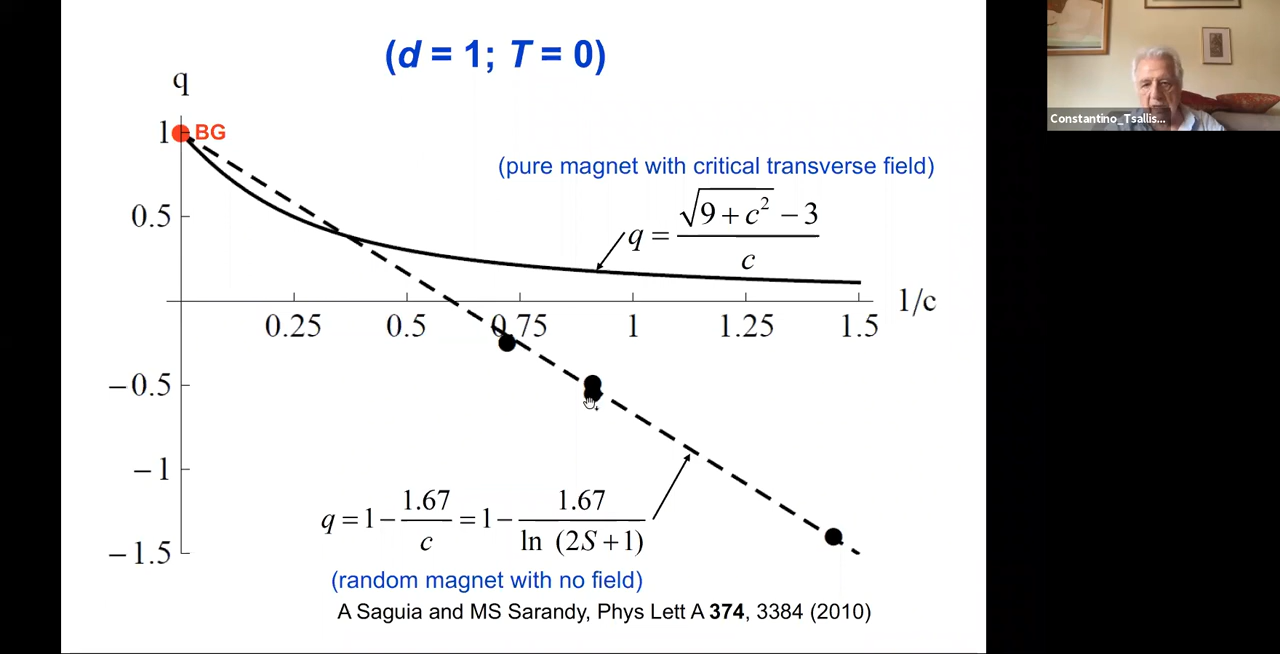 (d = 1; T = 0)
q
1
BG
(pure magnet with critical transverse field)
0.5
q = (√(9 + c²) − 3) / c
1/c
0.25 0.5 0.75 1 1.25 1.5
−0.5
−1
q = 1 − 1.67/c = 1 − 1.67/ln (2S + 1)
−1.5
(random magnet with no field)
A Saguia and MS Sarandy, Phys Lett A 374, 3384 (2010)
Constantino_Tsallis...